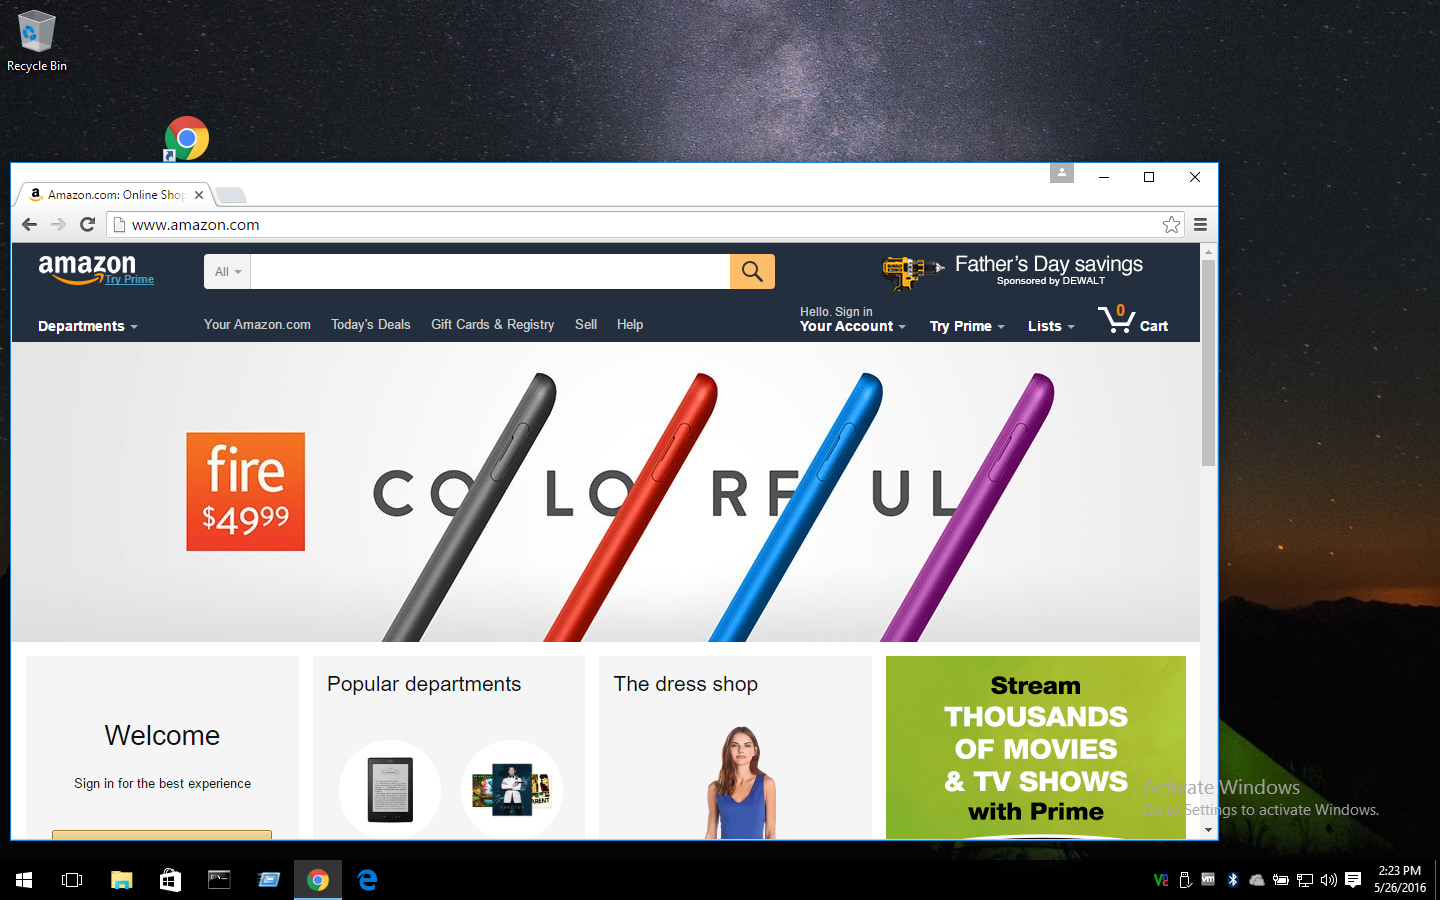 Recycle Bin
Amazon.com: Online Shop
www.amazon.com
amazon
Try Prime
All
Father's Day savings
Sponsored by DEWALT
Departments
Your Amazon.com
Today's Deals
Gift Cards & Registry
Sell
Help
Hello. Sign in
Your Account
Try Prime
Lists
0
Cart
fire
$49.99
COLORFUL
Welcome
Sign in for the best experience
Popular departments
The dress shop
Stream
THOUSANDS
OF MOVIES
& TV SHOWS
with Prime
Activate Windows
Go to Settings to activate Windows.
2:23 PM
5/26/2016